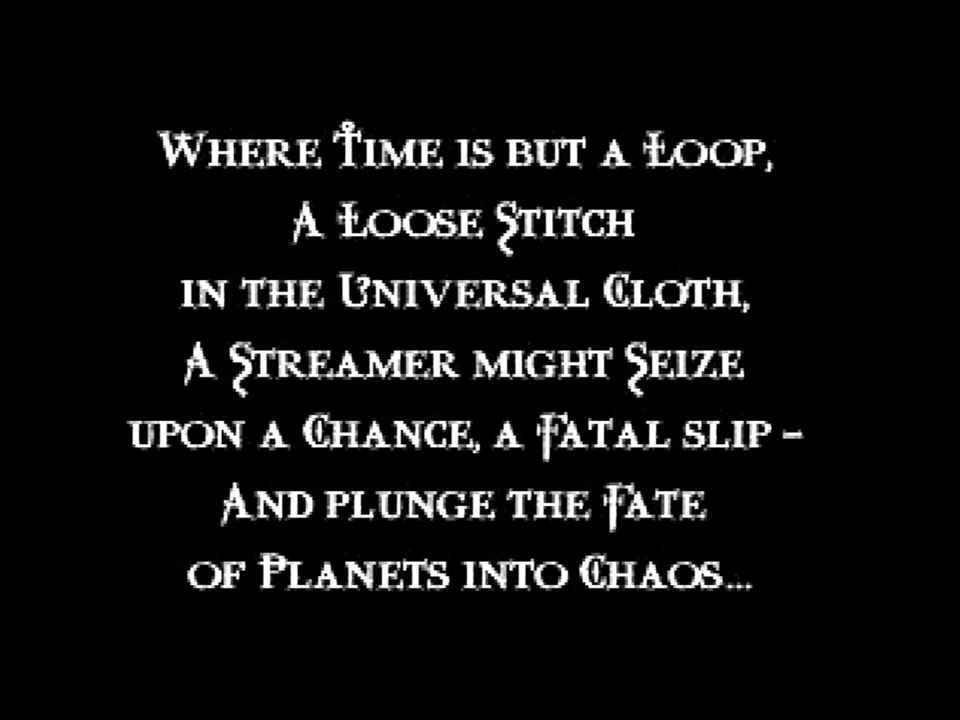 Where Time is but a Loop,
A Loose Stitch
in the Universal Cloth,
A Streamer might Seize
upon a Chance, a Fatal slip -
And plunge the Fate
of Planets into Chaos...